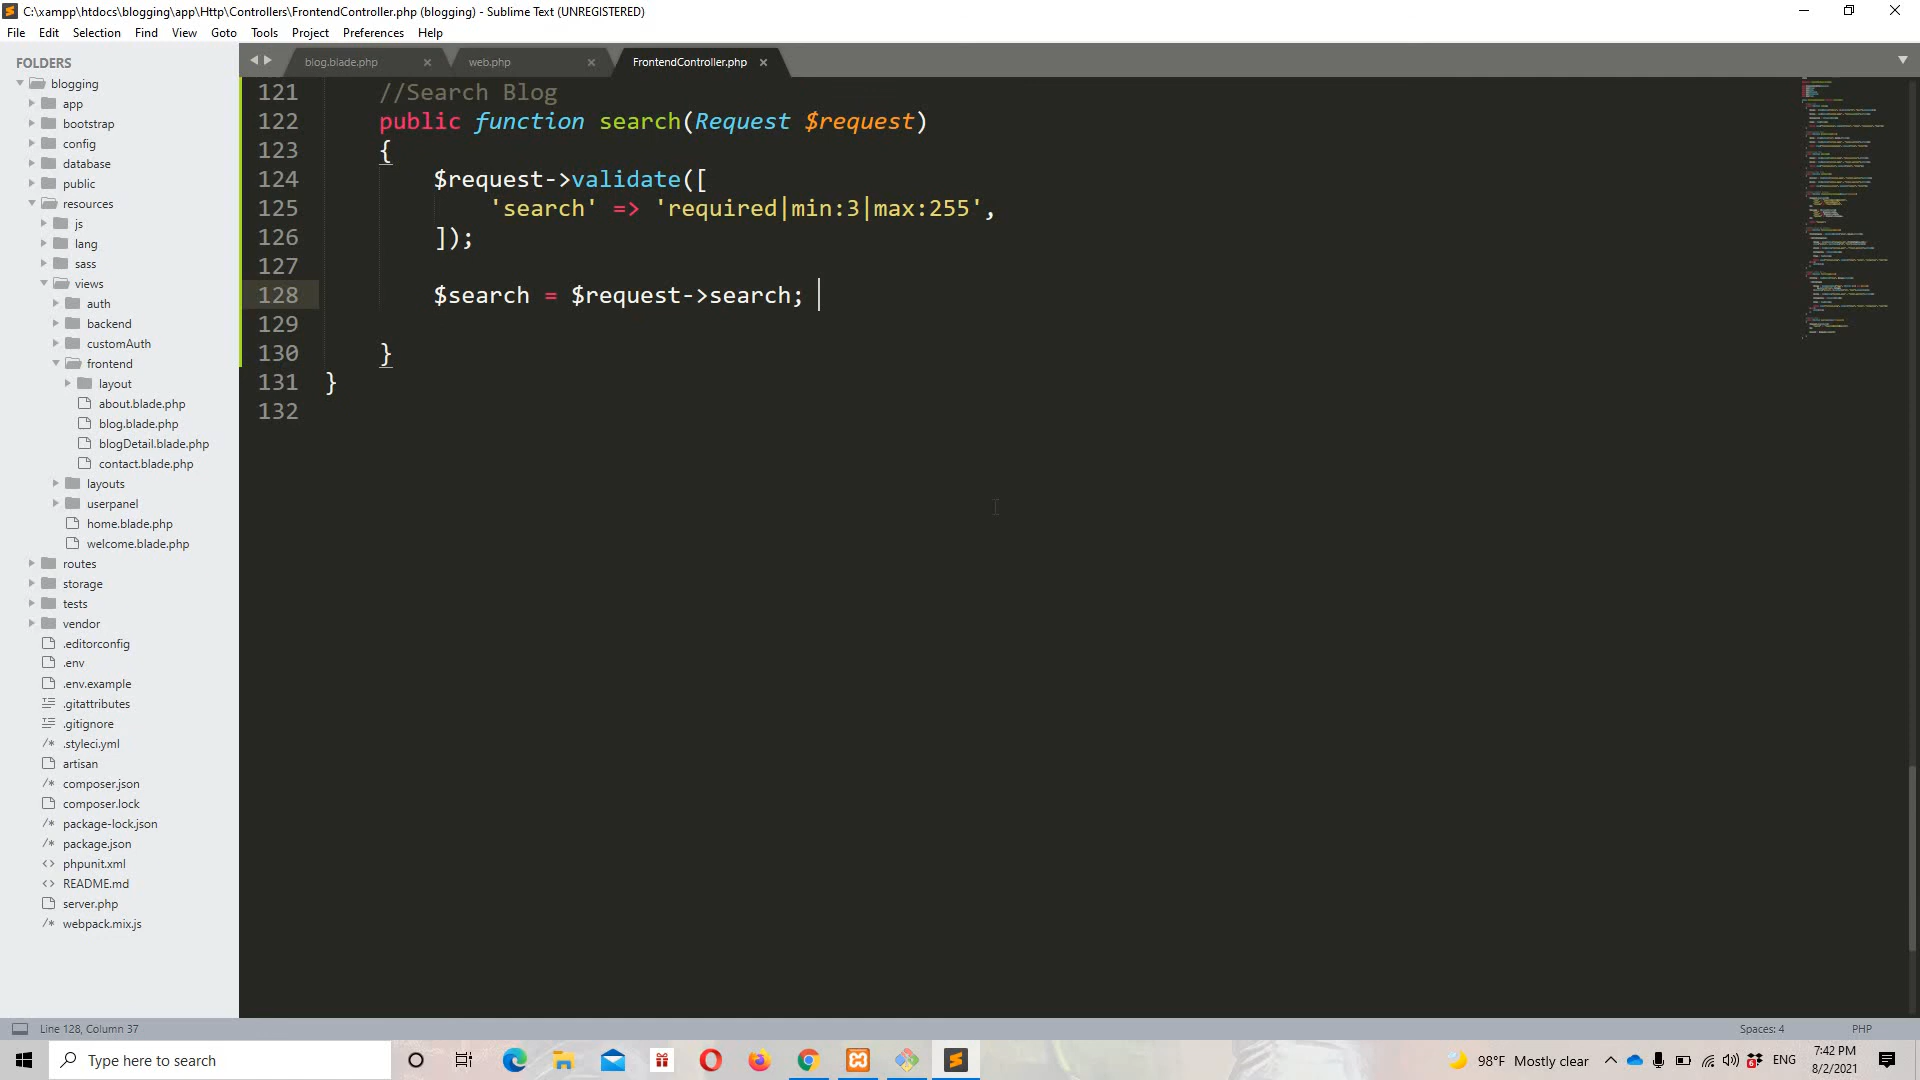 C:\xampp\htdocs\blogging\app\Http\Controllers\FrontendController.php (blogging) - Sublime Text (UNREGISTERED)
File Edit Selection Find View Goto Tools Project Preferences Help
FOLDERS
blogging
app
bootstrap
config
database
public
resources
js
lang
sass
views
auth
backend
customAuth
frontend
layout
about.blade.php
blog.blade.php
blogDetail.blade.php
contact.blade.php
layouts
userpanel
home.blade.php
welcome.blade.php
routes
storage
tests
vendor
.editorconfig
.env
.env.example
.gitattributes
.gitignore
.styleci.yml
artisan
composer.json
composer.lock
package-lock.json
package.json
phpunit.xml
README.md
server.php
webpack.mix.js
blog.blade.php web.php FrontendController.php
121 //Search Blog
122 public function search(Request $request)
123 {
124 $request->validate([
125 'search' => 'required|min:3|max:255',
126 ]);
127
128 $search = $request->search;
129
130 }
131 }
132
Line 128, Column 37 Spaces: 4 PHP
Type here to search 98°F Mostly clear ENG 7:42 PM
8/2/2021